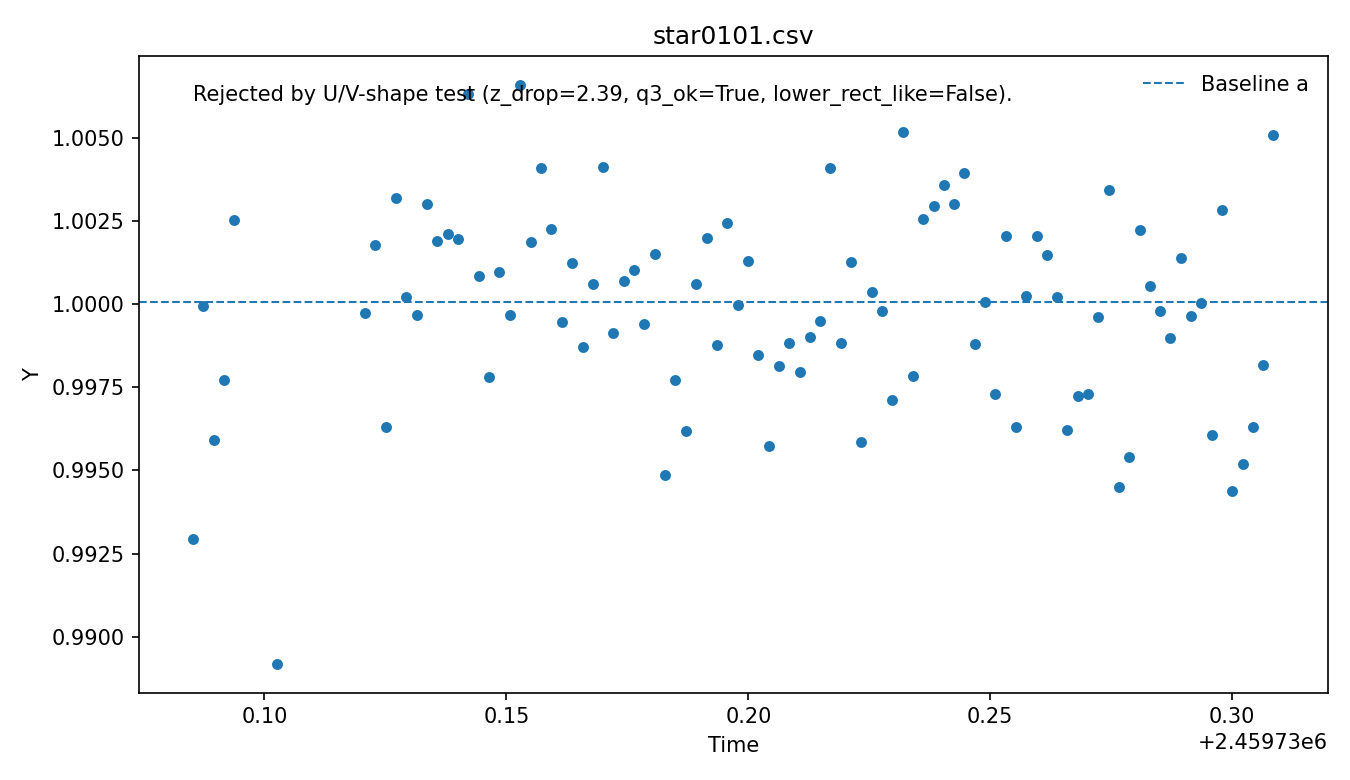 star0101.csv
Rejected by U/V-shape test (z_drop=2.39, q3_ok=True, lower_rect_like=False).
Baseline a
Y
1.0050
1.0025
1.0000
0.9975
0.9950
0.9925
0.9900
0.10 0.15 0.20 0.25 0.30
Time
+2.45973e6